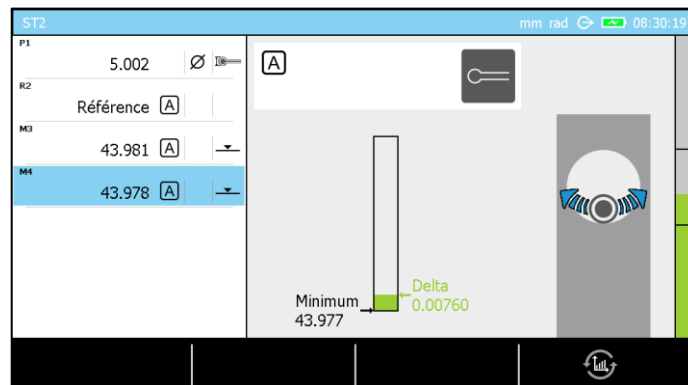 ST2
mm rad 08:30:19
P1
5.002 Ø
R2
Référence A
M3
43.981 A
M4
43.978 A
A
Minimum
43.977
Delta
0.00760